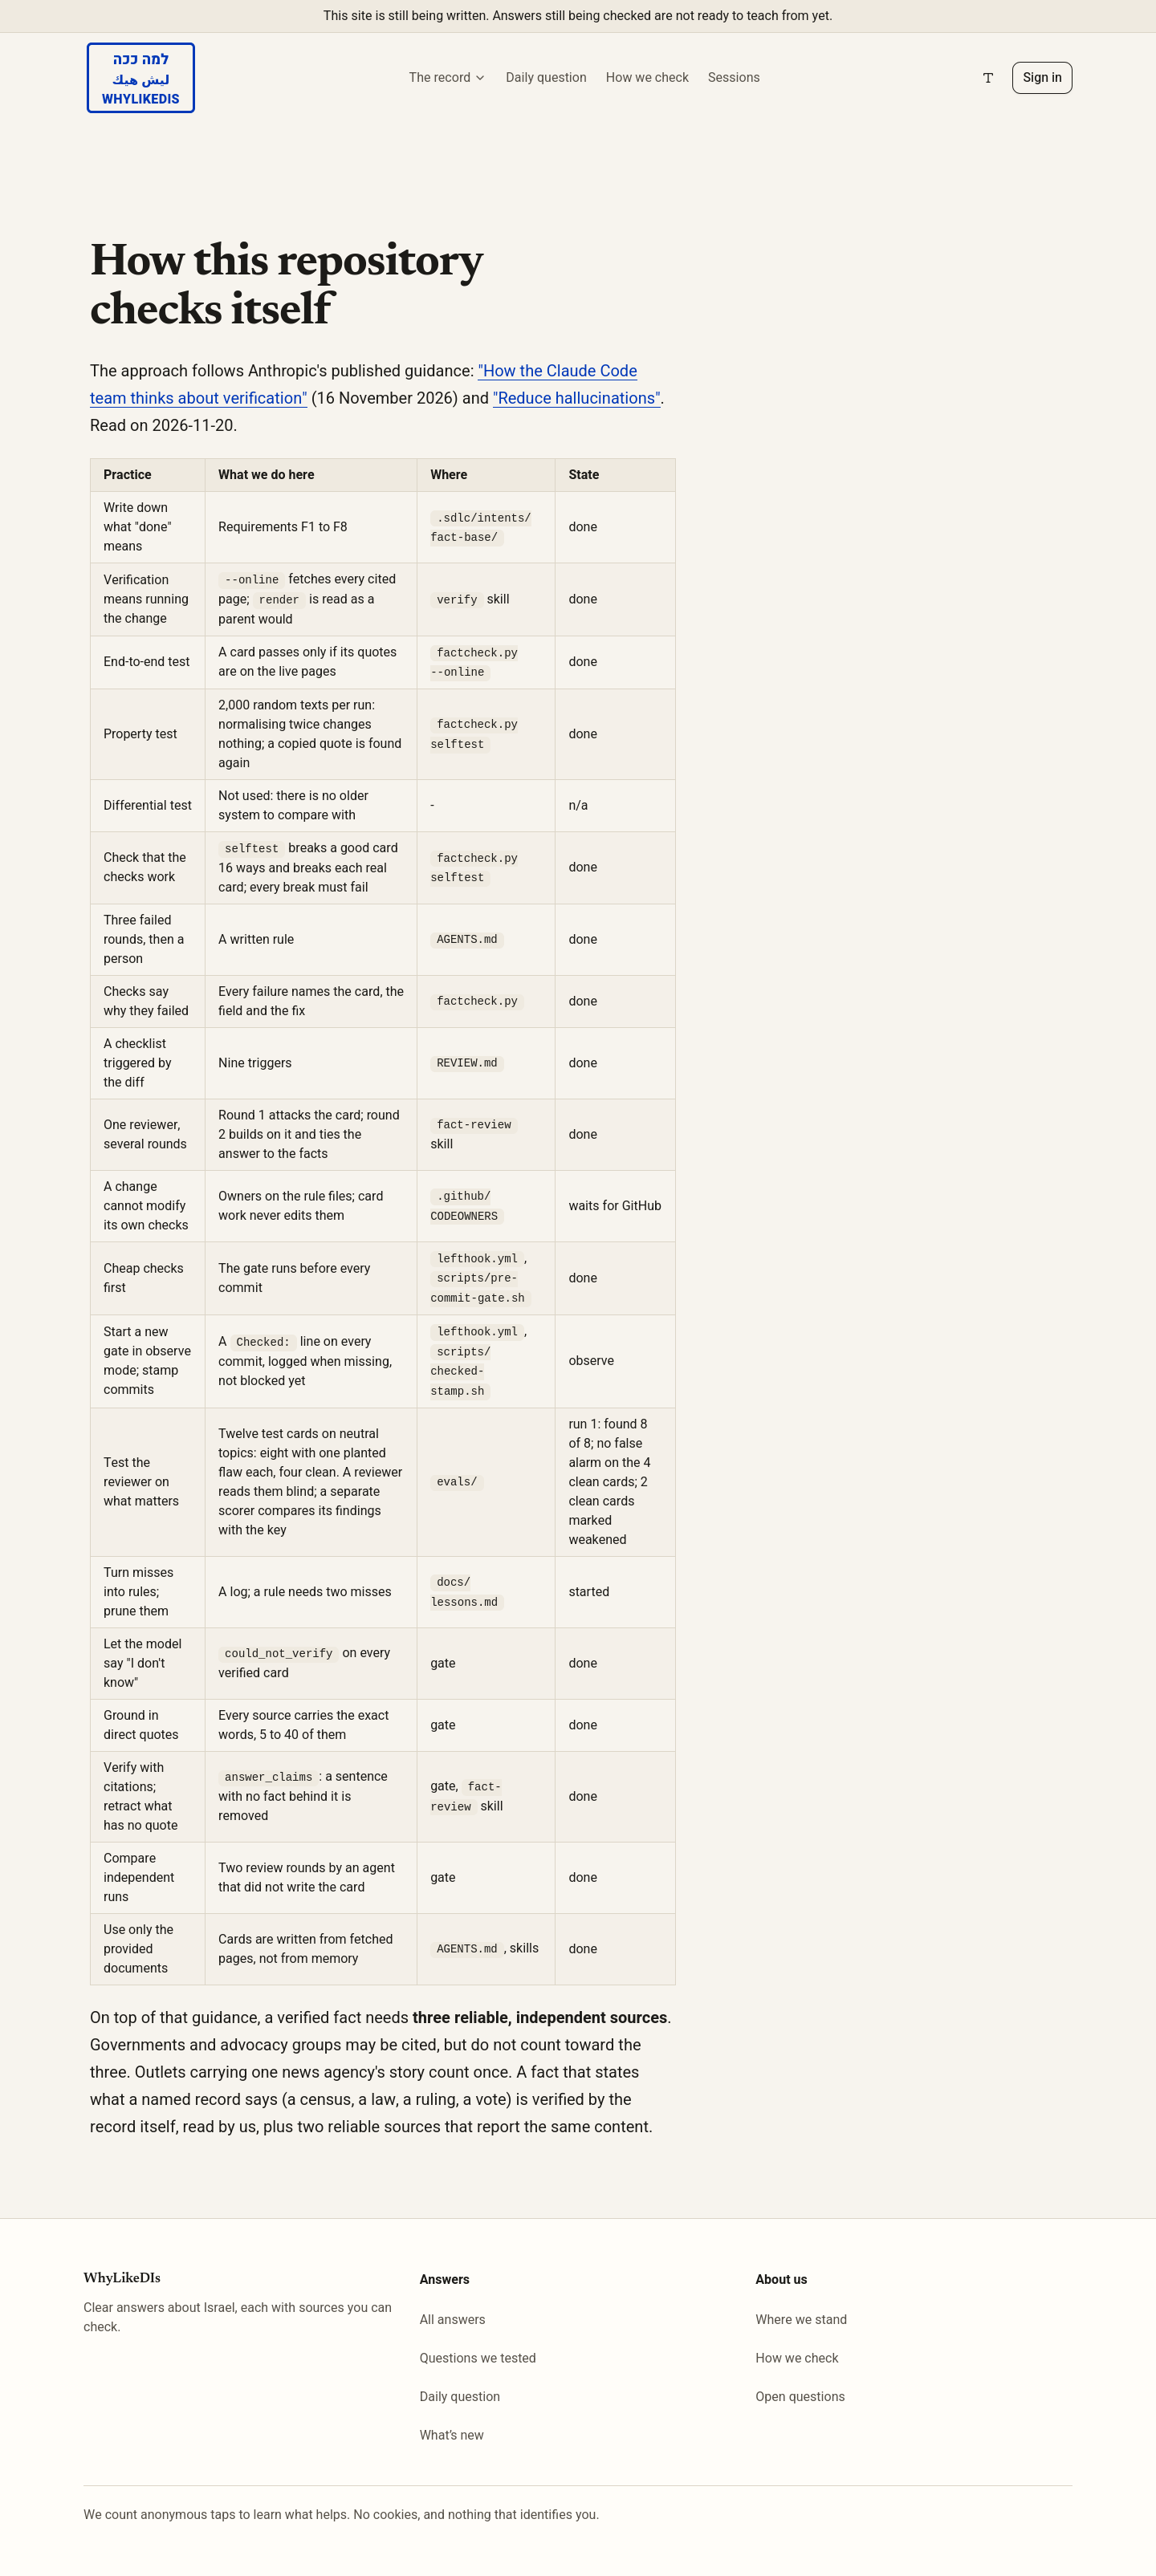 This site is still being written. Answers still being checked are not ready to teach from yet.
למה ככה
ليش هيك
WHYLIKEDIS
The record
Daily question
How we check
Sessions
T
Sign in
How this repository
checks itself
The approach follows Anthropic's published guidance: "How the Claude Code
team thinks about verification" (16 November 2026) and "Reduce hallucinations".
Read on 2026-11-20.
Practice
What we do here
Where
State
Write down
what "done"
means
Requirements F1 to F8
.sdlc/intents/
fact-base/
done
Verification
means running
the change
--online fetches every cited
page; render is read as a
parent would
verify skill
done
End-to-end test
A card passes only if its quotes
are on the live pages
factcheck.py
--online
done
Property test
2,000 random texts per run:
normalising twice changes
nothing; a copied quote is found
again
factcheck.py
selftest
done
Differential test
Not used: there is no older
system to compare with
-
n/a
Check that the
checks work
selftest breaks a good card
16 ways and breaks each real
card; every break must fail
factcheck.py
selftest
done
Three failed
rounds, then a
person
A written rule
AGENTS.md
done
Checks say
why they failed
Every failure names the card, the
field and the fix
factcheck.py
done
A checklist
triggered by
the diff
Nine triggers
REVIEW.md
done
One reviewer,
several rounds
Round 1 attacks the card; round
2 builds on it and ties the
answer to the facts
fact-review
skill
done
A change
cannot modify
its own checks
Owners on the rule files; card
work never edits them
.github/
CODEOWNERS
waits for GitHub
Cheap checks
first
The gate runs before every
commit
lefthook.yml,
scripts/pre-
commit-gate.sh
done
Start a new
gate in observe
mode; stamp
commits
A Checked: line on every
commit, logged when missing,
not blocked yet
lefthook.yml,
scripts/
checked-
stamp.sh
observe
Test the
reviewer on
what matters
Twelve test cards on neutral
topics: eight with one planted
flaw each, four clean. A reviewer
reads them blind; a separate
scorer compares its findings
with the key
evals/
run 1: found 8
of 8; no false
alarm on the 4
clean cards; 2
clean cards
marked
weakened
Turn misses
into rules;
prune them
A log; a rule needs two misses
docs/
lessons.md
started
Let the model
say "I don't
know"
could_not_verify on every
verified card
gate
done
Ground in
direct quotes
Every source carries the exact
words, 5 to 40 of them
gate
done
Verify with
citations;
retract what
has no quote
answer_claims: a sentence
with no fact behind it is
removed
gate, fact-
review skill
done
Compare
independent
runs
Two review rounds by an agent
that did not write the card
gate
done
Use only the
provided
documents
Cards are written from fetched
pages, not from memory
AGENTS.md, skills
done
On top of that guidance, a verified fact needs three reliable, independent sources.
Governments and advocacy groups may be cited, but do not count toward the
three. Outlets carrying one news agency's story count once. A fact that states
what a named record says (a census, a law, a ruling, a vote) is verified by the
record itself, read by us, plus two reliable sources that report the same content.
WhyLikeDIs
Clear answers about Israel, each with sources you can
check.
Answers
All answers
Questions we tested
Daily question
What's new
About us
Where we stand
How we check
Open questions
We count anonymous taps to learn what helps. No cookies, and nothing that identifies you.